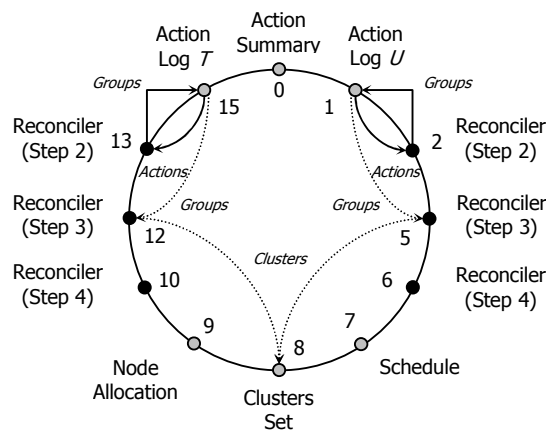 Action
Summary
0
Action
Log T
Action
Log U
Groups
Groups
15
1
Reconciler
(Step 2)
13
2
Reconciler
(Step 2)
Actions
Actions
Reconciler
(Step 3)
Groups
Groups
Reconciler
(Step 3)
12
5
Clusters
Reconciler
(Step 4)
10
6
Reconciler
(Step 4)
9
8
7
Node
Allocation
Clusters
Set
Schedule